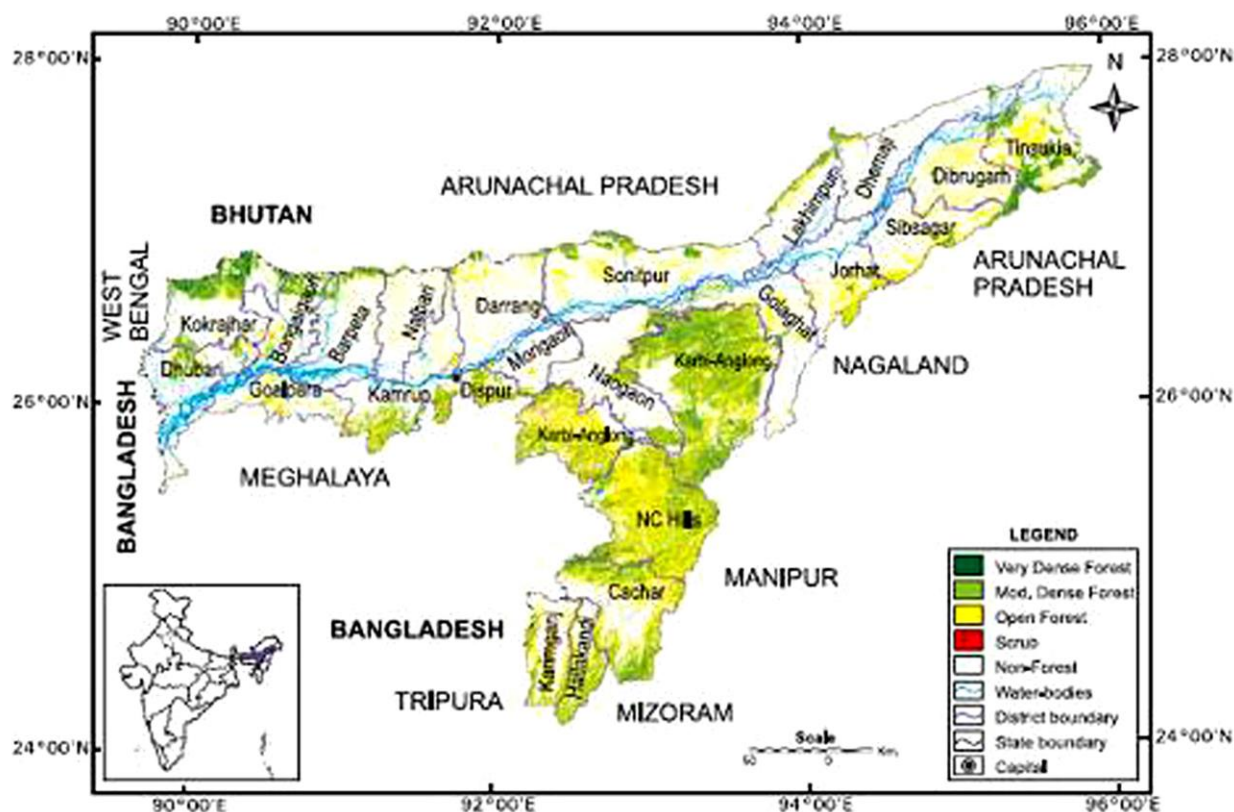 90°00'E 92°00'E 94°00'E 96°00'E
28°00'N 28°00'N
N
ARUNACHAL PRADESH
BHUTAN
WEST
BENGAL
BANGLADESH
Tinsukia
Dibrugarh
Dhemaji
Lakhimpur
Sibsagar
ARUNACHAL
PRADESH
Jorhat
Sonitpur
Darrang
Golaghat
Kokrajhar
Bongaigaon
Barpeta
Nalbari
Morigaon
Karbi-Anglong
NAGALAND
Dhubari
Goalpara
Kamrup
Dispur
Nangaon
26°00'N 26°00'N
Karbi-Anglong
MEGHALAYA
NC Hills
MANIPUR
Cachar
BANGLADESH
Karimganj
Hailakandi
TRIPURA
MIZORAM
LEGEND
Very Dense Forest
Mod, Dense Forest
Open Forest
Scrub
Non-Forest
Water-bodies
District boundary
State boundary
Capital
Scale
0 Km
24°00'N 24°00'N
90°00'E 92°00'E 94°00'E 96°00'E